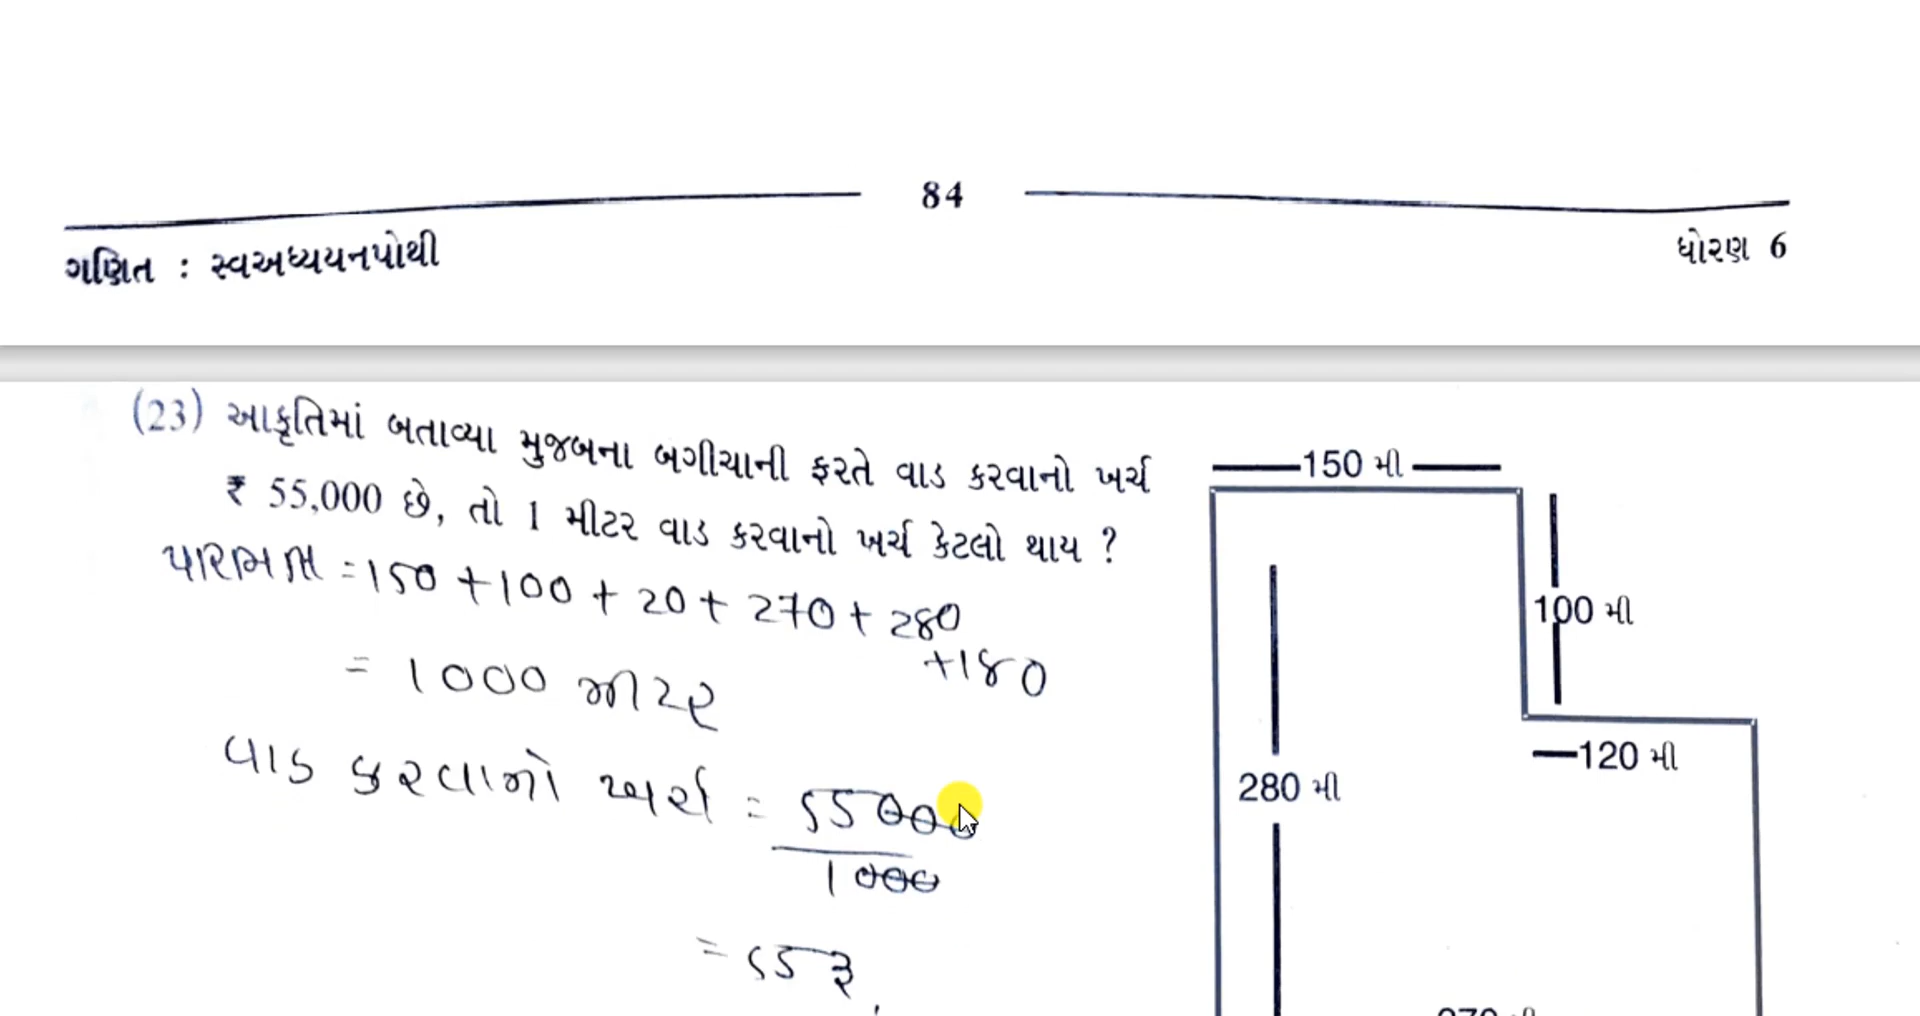 84
ગણિત : સ્વઅધ્યયનપોથી
ધોરણ 6
(23) આકૃતિમાં બતાવ્યા મુજબના બગીચાની ફરતે વાડ કરવાનો ખર્ચ
₹ 55,000 છે, તો 1 મીટર વાડ કરવાનો ખર્ચ કેટલો થાય ?
= 150 + 100 + 20 + 270 + 280
+180
= 1000 મીટર
વાડ કરવાનો ખર્ચ = 55000
1000
= 55 રૂ.
150 મી
100 મી
120 મી
280 મી